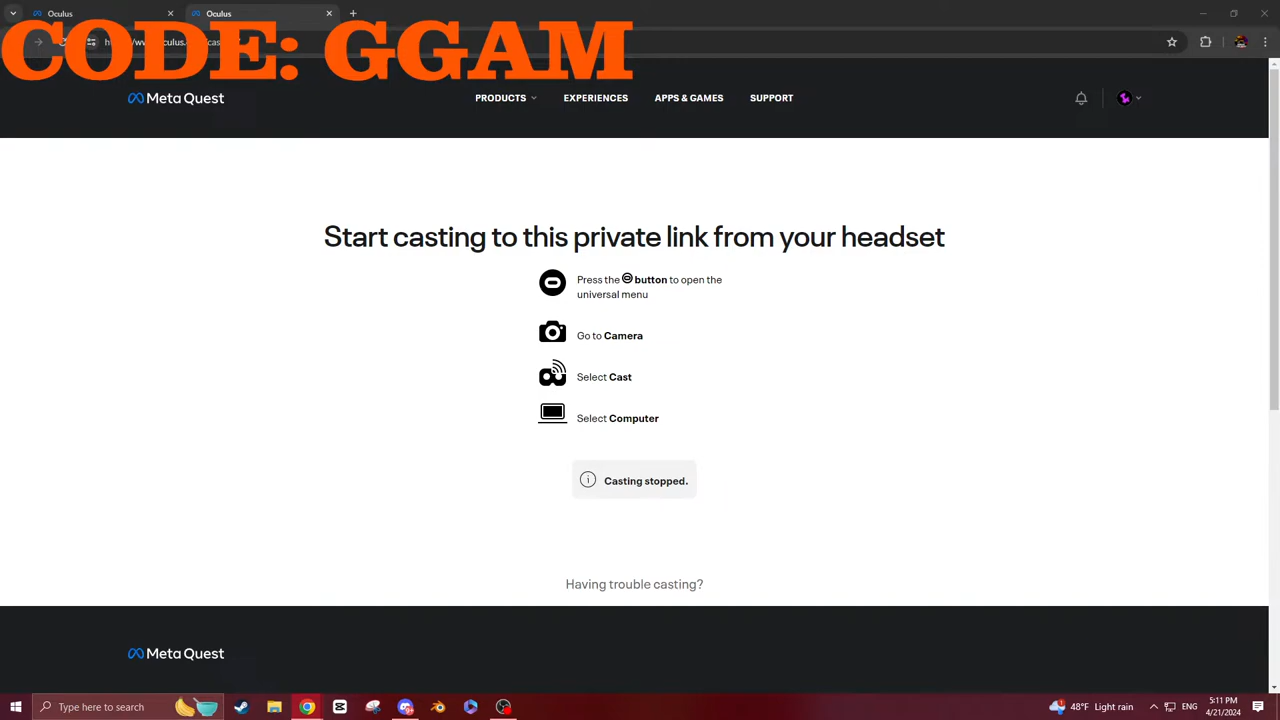 Oculus
Oculus
CODE: GGAM
Meta Quest
PRODUCTS
EXPERIENCES
APPS & GAMES
SUPPORT
Start casting to this private link from your headset
Press the button to open the
universal menu
Go to Camera
Select Cast
Select Computer
Casting stopped.
Having trouble casting?
Meta Quest
Type here to search
48°F Light rain
ENG
5:11 PM
4/21/2024